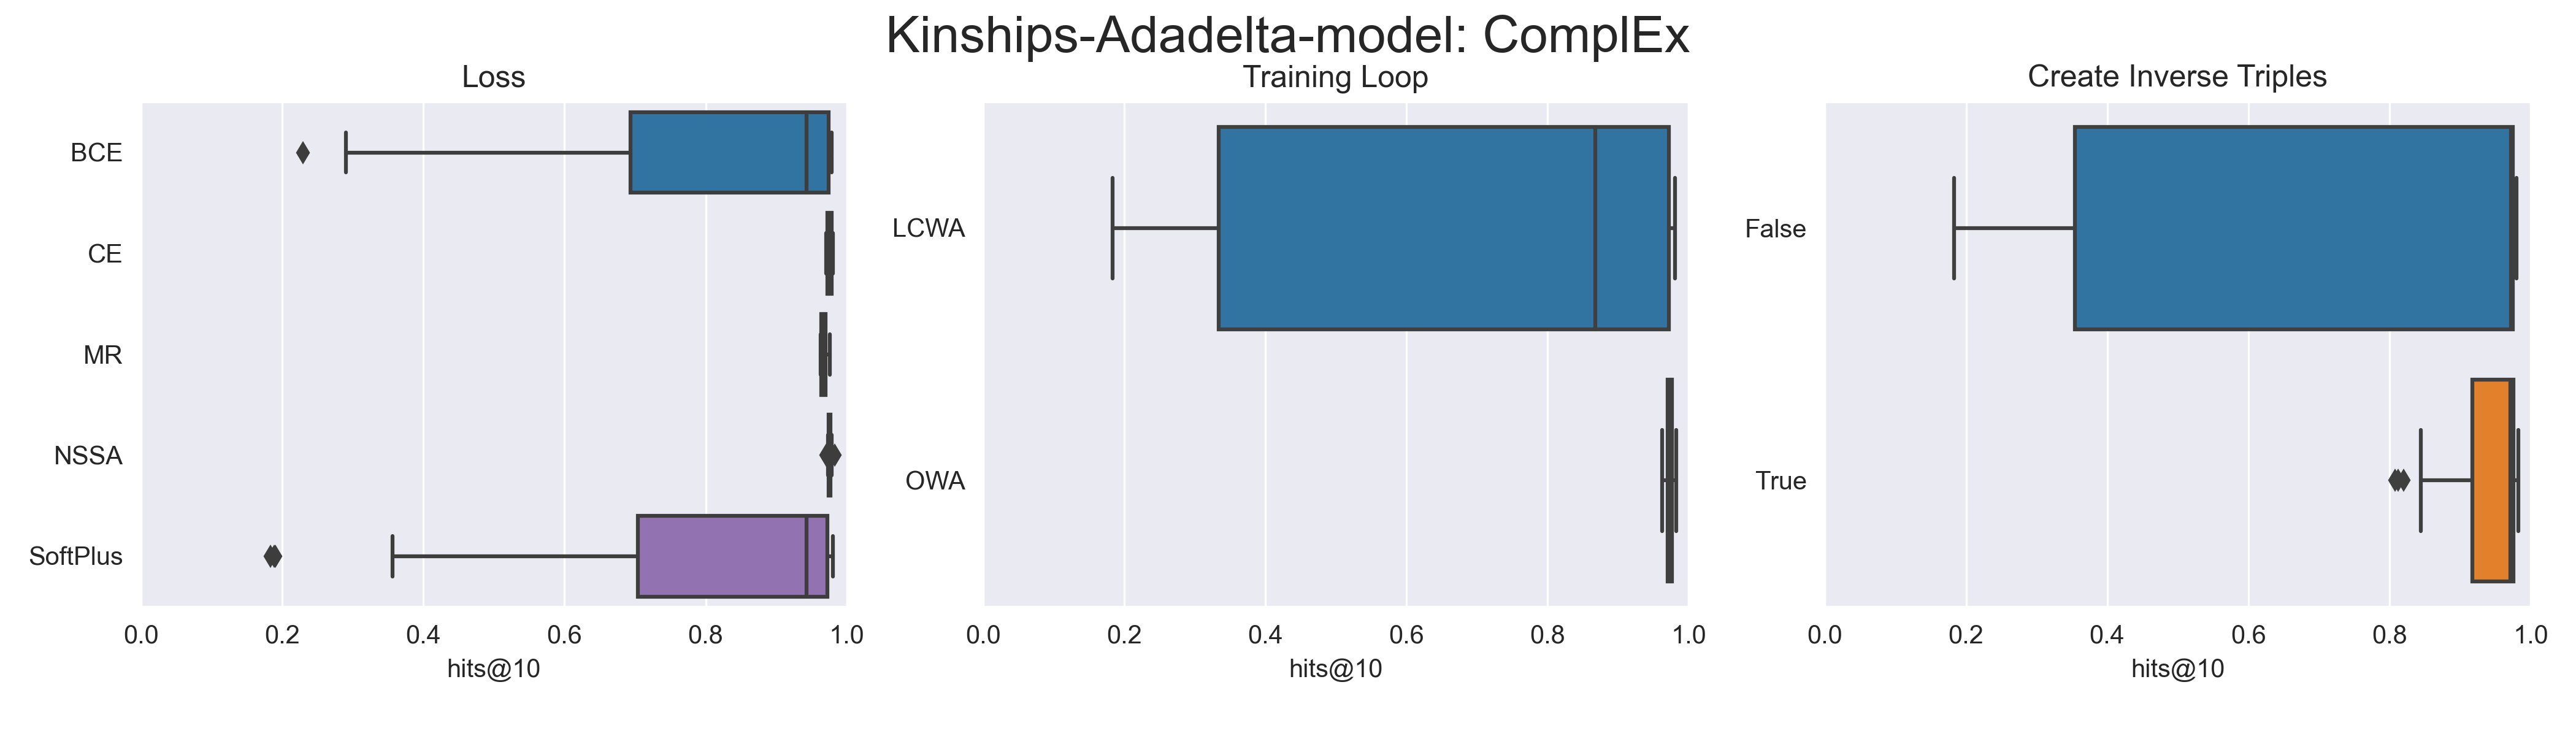 Kinships-Adadelta-model: ComplEx
Loss
BCE
CE
MR
NSSA
SoftPlus
0.0 0.2 0.4 0.6 0.8 1.0
hits@10
Training Loop
LCWA
OWA
0.0 0.2 0.4 0.6 0.8 1.0
hits@10
Create Inverse Triples
False
True
0.0 0.2 0.4 0.6 0.8 1.0
hits@10